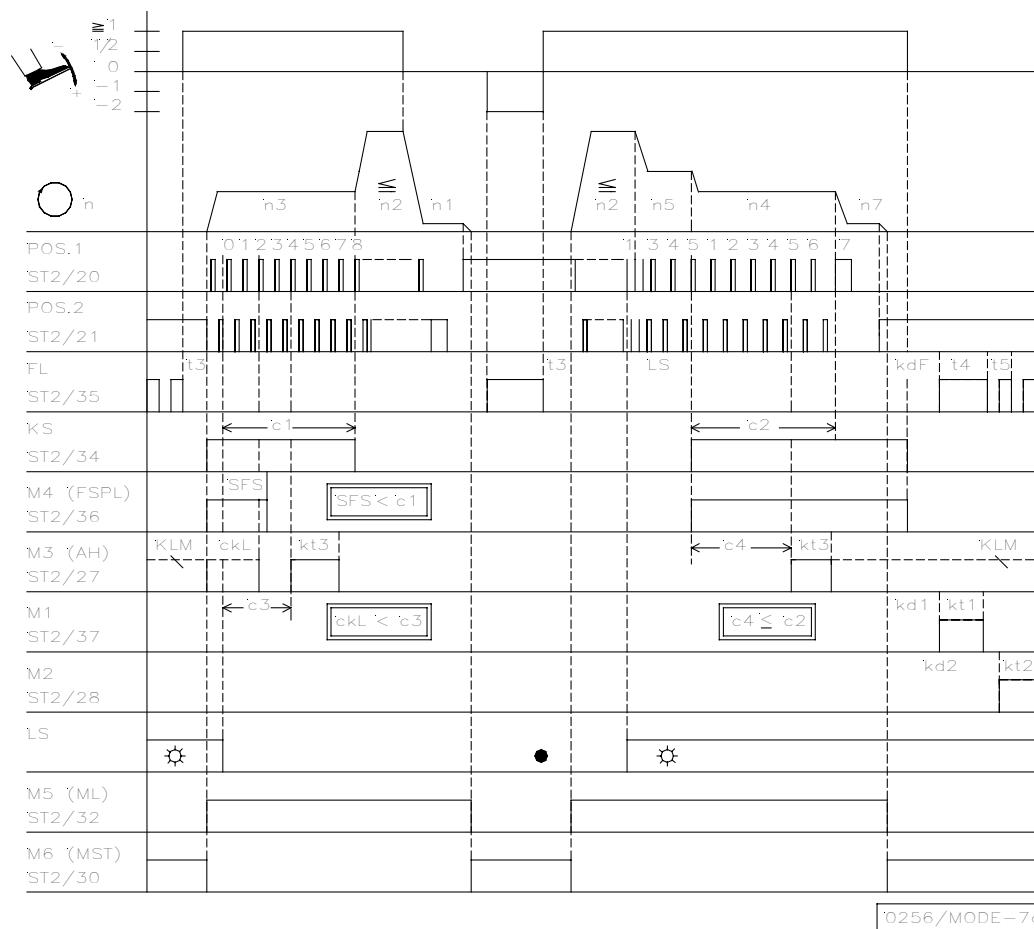 ≧1
1/2
0
-1
-2
-
+
n
n3
≦
n2
n1
≦
n2
n5
n4
n7
POS.1
ST2/20
0 1 2 3 4 5 6 7 8
1 3 4 5 1 2 3 4 5 6 7
POS.2
ST2/21
FL
ST2/35
t3
t3
LS
kdF
t4
t5
KS
ST2/34
c1
c2
M4 (FSPL)
ST2/36
SFS
SFS < c1
M3 (AH)
ST2/27
KLM
ckL
kt3
c4
kt3
KLM
c3
M1
ST2/37
ckL < c3
c4 ≤ c2
kd1
kt1
M2
ST2/28
kd2
kt2
LS
M5 (ML)
ST2/32
M6 (MST)
ST2/30